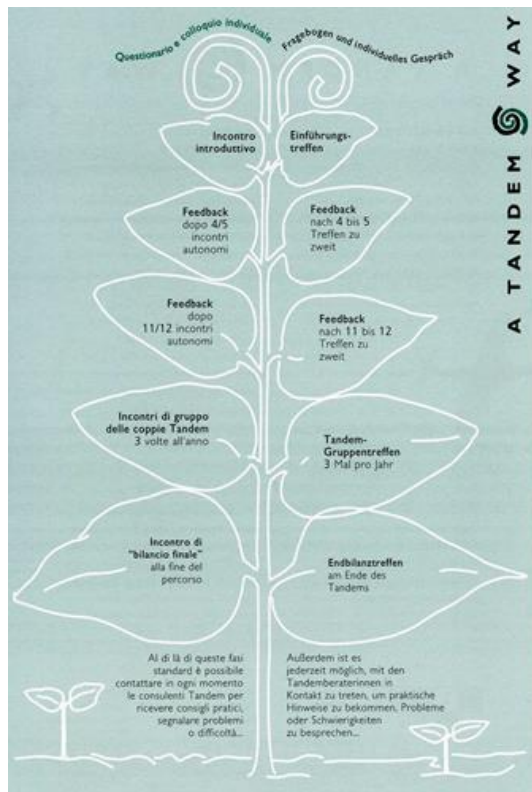 Questionario e colloquio individuale
Fragebogen und individuelles Gespräch
A TANDEM WAY
Incontro
introduttivo
Einführungs-
treffen
Feedback
dopo 4/5
incontri
autonomi
Feedback
nach 4 bis 5
Treffen zu
zweit
Feedback
dopo
11/12 incontri
autonomi
Feedback
nach 11 bis 12
Treffen zu
zweit
Incontri di gruppo
delle coppie Tandem
3 volte all'anno
Tandem-
Gruppentreffen
3 Mal pro Jahr
Incontro di
"bilancio finale"
alla fine del
percorso
Endbilanztreffen
am Ende des
Tandems
Al di là di queste fasi
standard è possibile
contattare in ogni momento
le consulenti Tandem per
ricevere consigli pratici,
segnalare problemi
o difficoltà...
Außerdem ist es
jederzeit möglich, mit den
Tandemberaterinnen in
Kontakt zu treten, um praktische
Hinweise zu bekommen, Probleme
oder Schwierigkeiten
zu besprechen...